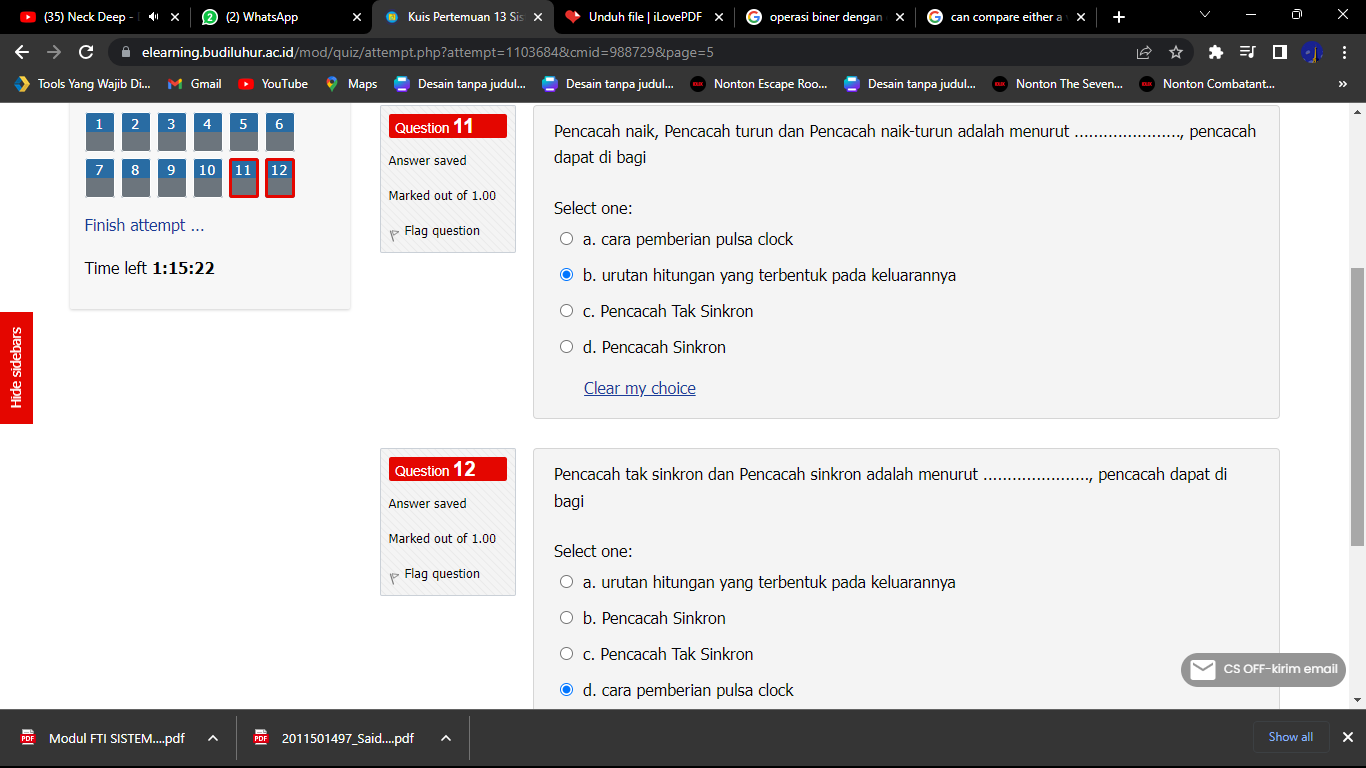 (35) Neck Deep -
(2) WhatsApp
Kuis Pertemuan 13 Sis
Unduh file | iLovePDF
operasi biner dengan
can compare either a
elearning.budiluhur.ac.id/mod/quiz/attempt.php?attempt=1103684&cmid=988729&page=5
Tools Yang Wajib Di...
Gmail
YouTube
Maps
Desain tanpa judul...
Desain tanpa judul...
Nonton Escape Roo...
Desain tanpa judul...
Nonton The Seven...
Nonton Combatant...
»
1 2 3 4 5 6
7 8 9 10 11 12
Finish attempt ...
Time left 1:15:22
Hide sidebars
Question 11
Answer saved
Marked out of 1.00
Flag question
Pencacah naik, Pencacah turun dan Pencacah naik-turun adalah menurut ......................, pencacah
dapat di bagi
Select one:
a. cara pemberian pulsa clock
b. urutan hitungan yang terbentuk pada keluarannya
c. Pencacah Tak Sinkron
d. Pencacah Sinkron
Clear my choice
Question 12
Answer saved
Marked out of 1.00
Flag question
Pencacah tak sinkron dan Pencacah sinkron adalah menurut ......................, pencacah dapat di
bagi
Select one:
a. urutan hitungan yang terbentuk pada keluarannya
b. Pencacah Sinkron
c. Pencacah Tak Sinkron
d. cara pemberian pulsa clock
CS OFF-kirim email
Modul FTI SISTEM....pdf
2011501497_Said....pdf
Show all